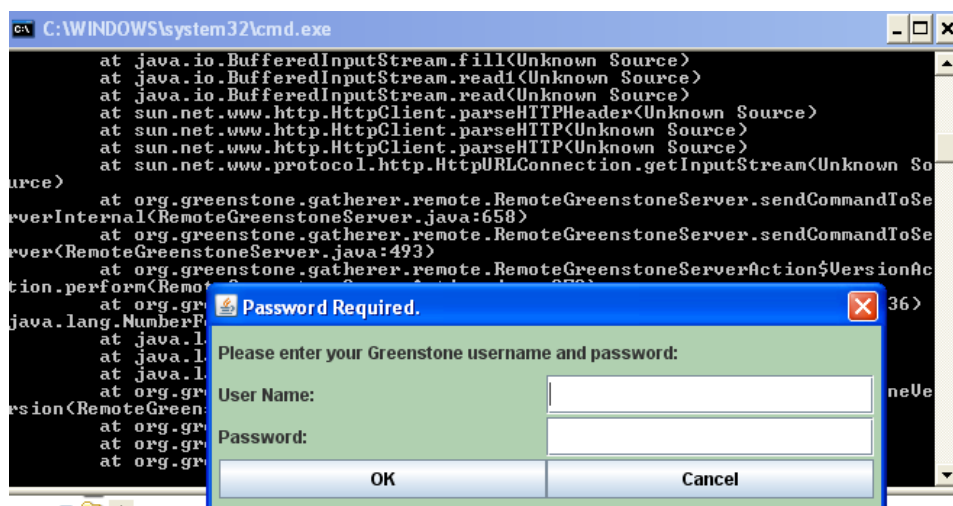 C:\WINDOWS\system32\cmd.exe
at java.io.BufferedInputStream.fill(Unknown Source)
at java.io.BufferedInputStream.read1(Unknown Source)
at java.io.BufferedInputStream.read(Unknown Source)
at sun.net.www.http.HttpClient.parseHTTPHeader(Unknown Source)
at sun.net.www.http.HttpClient.parseHTTP(Unknown Source)
at sun.net.www.http.HttpClient.parseHTTP(Unknown Source)
at sun.net.www.protocol.http.HttpURLConnection.getInputStream(Unknown So
urce)
at org.greenstone.gatherer.remote.RemoteGreenstoneServer.sendCommandToSe
rverInternal(RemoteGreenstoneServer.java:658)
at org.greenstone.gatherer.remote.RemoteGreenstoneServer.sendCommandToSe
rver(RemoteGreenstoneServer.java:493)
at org.greenstone.gatherer.remote.RemoteGreenstoneServerAction$VersionAc
tion.perform(Remot
at org.gr 36)
java.lang.NumberF
at java.l
at java.l
at java.l
at org.gr neVe
rsion(RemoteGreen
at org.gr
at org.gr
at org.gr
Password Required.
Please enter your Greenstone username and password:
User Name:
Password:
OK Cancel